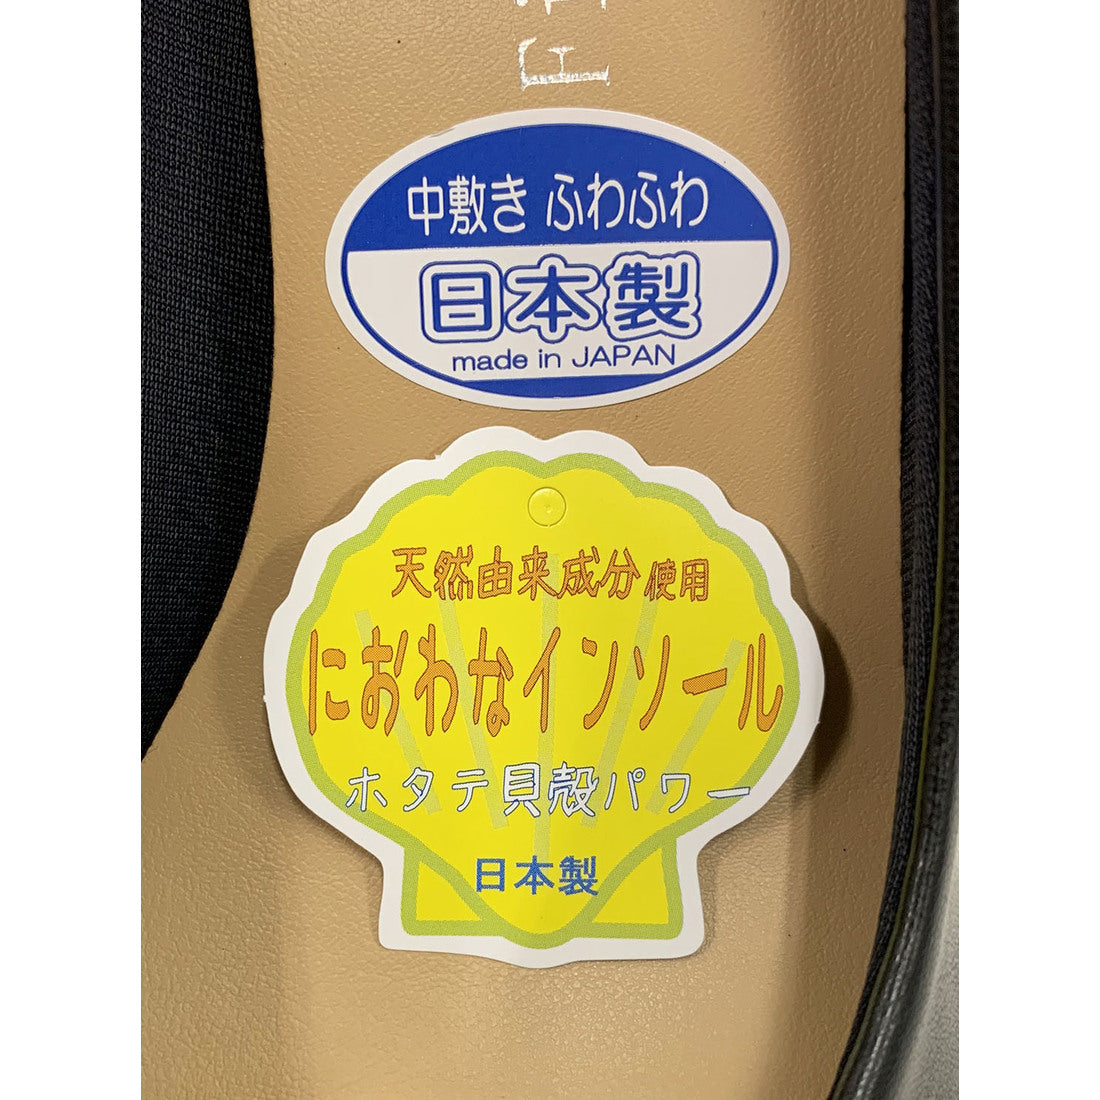 中敷き ふわふわ
日本製
made in JAPAN
天然由来成分使用
におわなインソール
ホタテ貝殻パワー
日本製